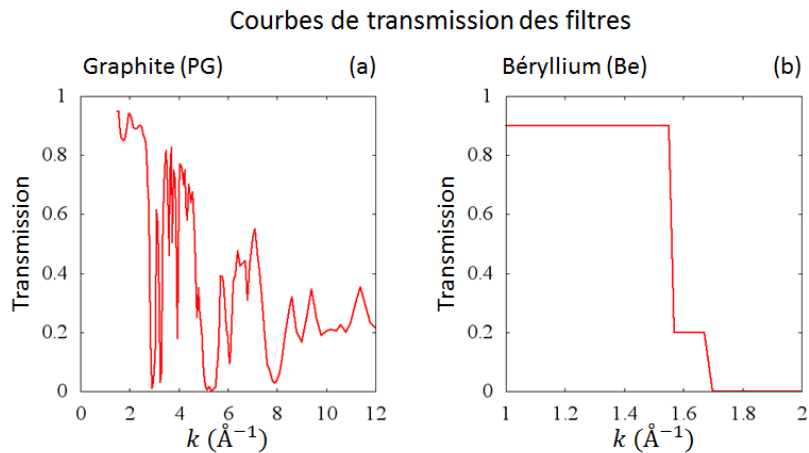 Courbes de transmission des filtres
Graphite (PG) (a)
Transmission
1
0.8
0.6
0.4
0.2
0
0 2 4 6 8 10 12
k (Å⁻¹)
Béryllium (Be) (b)
Transmission
1
0.8
0.6
0.4
0.2
0
1 1.2 1.4 1.6 1.8 2
k (Å⁻¹)